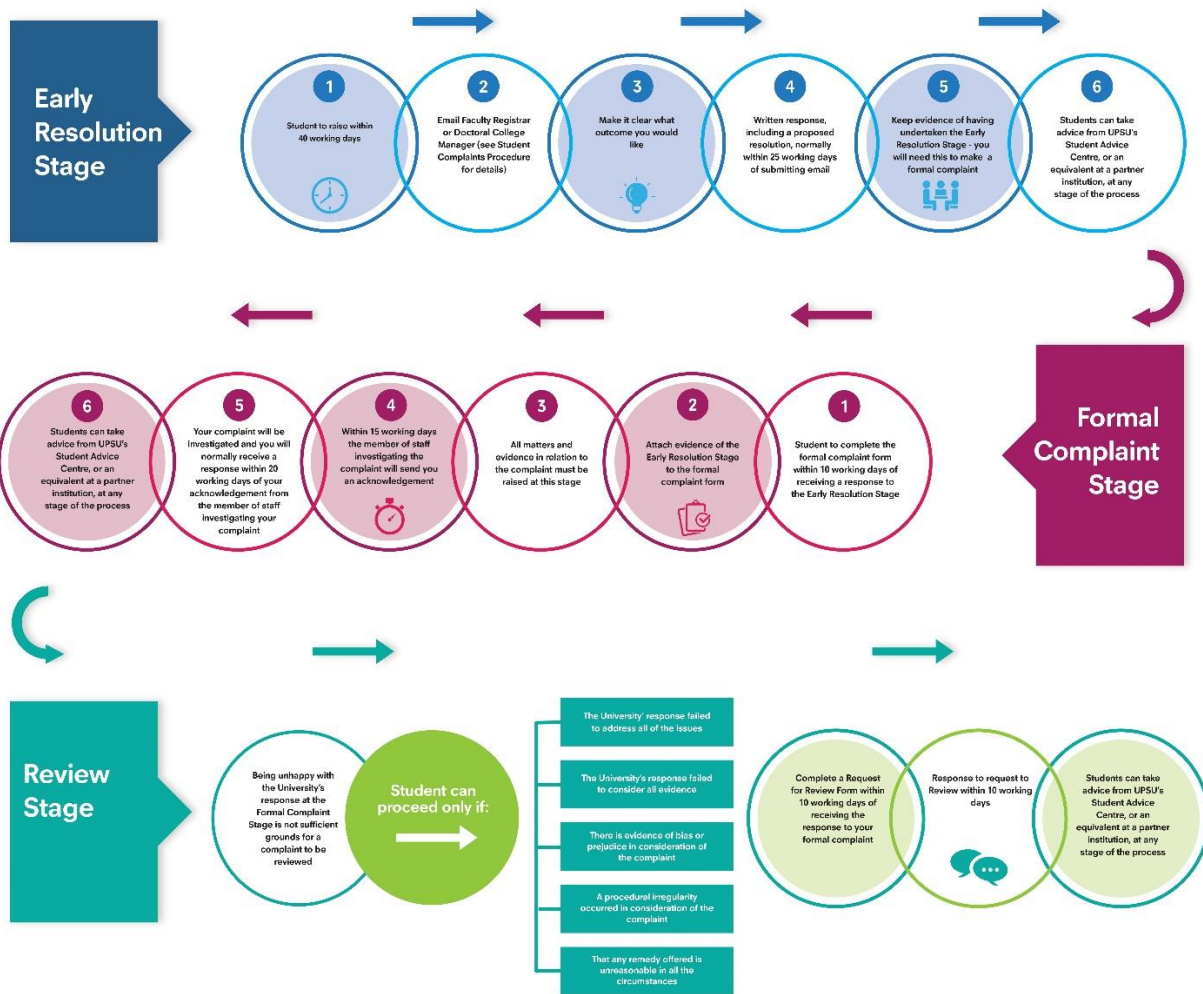 Early
Resolution
Stage
1
Student to raise within
40 working days
2
Email Faculty Registrar
or Doctoral College
Manager (see Student
Complaints Procedure
for details)
3
Make it clear what
outcome you would
like
4
Written response,
including a proposed
resolution, normally
within 25 working days
of submitting email
5
Keep evidence of having
undertaken the Early
Resolution Stage - you
will need this to make a
formal complaint
6
Students can take
advice from UPSU's
Student Advice
Centre, or an
equivalent at a partner
institution, at any
stage of the process
Formal
Complaint
Stage
1
Student to complete the
formal complaint form
within 10 working days of
receiving a response to
the Early Resolution Stage
2
Attach evidence of the
Early Resolution Stage
to the formal
complaint form
3
All matters and
evidence in relation to
the complaint must be
raised at this stage
4
Within 15 working days
the member of staff
investigating the
complaint will send you
an acknowledgement
5
Your complaint will be
investigated and you will
normally receive a
response within 20
working days of your
acknowledgement from
the member of staff
investigating your
complaint
6
Students can take
advice from UPSU's
Student Advice
Centre, or an
equivalent at a partner
institution, at any
stage of the process
Review
Stage
Being unhappy with
the University's
response at the
Formal Complaint
Stage is not sufficient
grounds for a
complaint to be
reviewed
Student can
proceed only if:
The University' response failed
to address all of the issues
The University's response failed
to consider all evidence
There is evidence of bias or
prejudice in consideration of
the complaint
A procedural irregularity
occurred in consideration of the
complaint
That any remedy offered is
unreasonable in all the
circumstances
Complete a Request
for Review Form within
10 working days of
receiving the
response to your
formal complaint
Response to request to
Review within 10 working
days
Students can take
advice from UPSU's
Student Advice
Centre, or an
equivalent at a partner
institution, at any
stage of the process